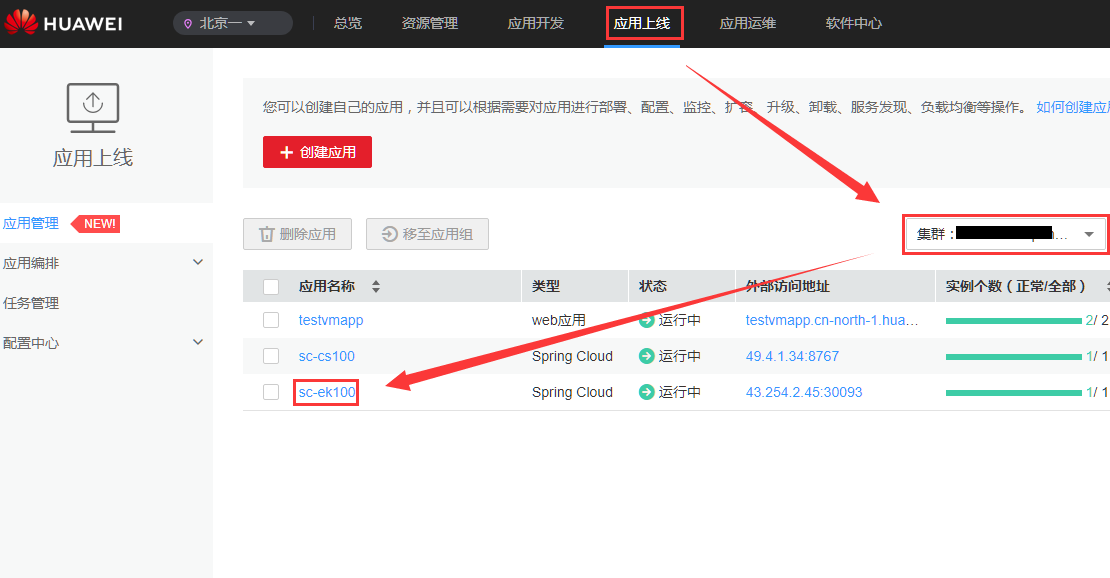 HUAWEI 北京一 总览 资源管理 应用开发 应用上线 应用运维 软件中心
应用上线
应用管理 NEW!
应用编排
任务管理
配置中心
您可以创建自己的应用，并且可以根据需要对应用进行部署、配置、监控、扩容、升级、卸载、服务发现、负载均衡等操作。 如何创建应
创建应用
删除应用 移至应用组 集群：
应用名称 类型 状态 外部访问地址 实例个数（正常/全部）
testvmapp web应用 运行中 testvmapp.cn-north-1.hua... 2/ 2
sc-cs100 Spring Cloud 运行中 49.4.1.34:8767 1/ 1
sc-ek100 Spring Cloud 运行中 43.254.2.45:30093 1/ 1